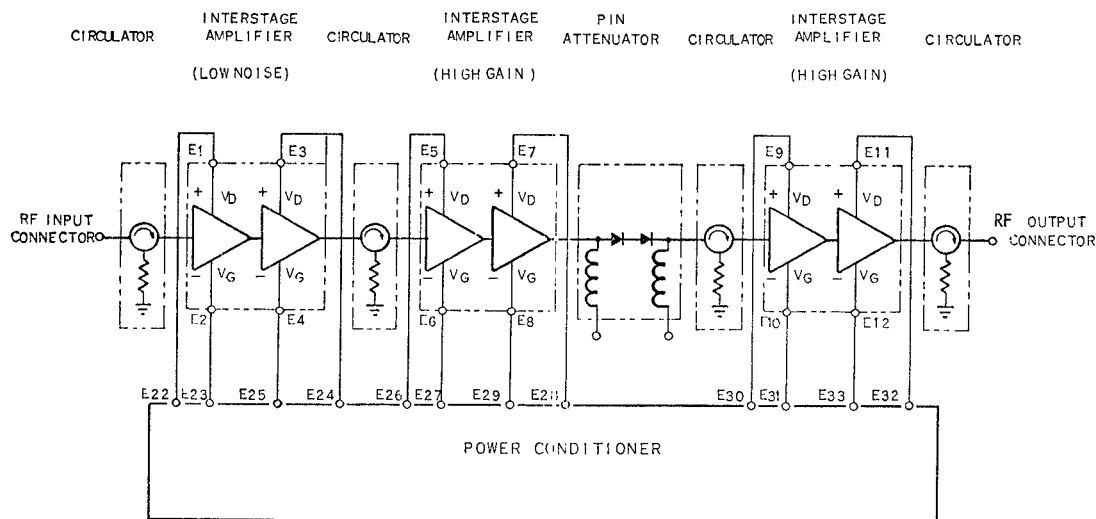 CIRCULATOR
INTERSTAGE
AMPLIFIER
(LOW NOISE)
CIRCULATOR
INTERSTAGE
AMPLIFIER
(HIGH GAIN)
PIN
ATTENUATOR
CIRCULATOR
INTERSTAGE
AMPLIFIER
(HIGH GAIN)
CIRCULATOR
E1 E3 E5 E7 E9 E11
+ VD + VD + VD + VD + VD + VD
RF INPUT
CONNECTOR
RF OUTPUT
CONNECTOR
− VG − VG − VG − VG − VG − VG
E2 E4 E6 E8 E10 E12
E22 E23 E25 E24 E26 E27 E29 E28 E30 E31 E33 E32
POWER CONDITIONER